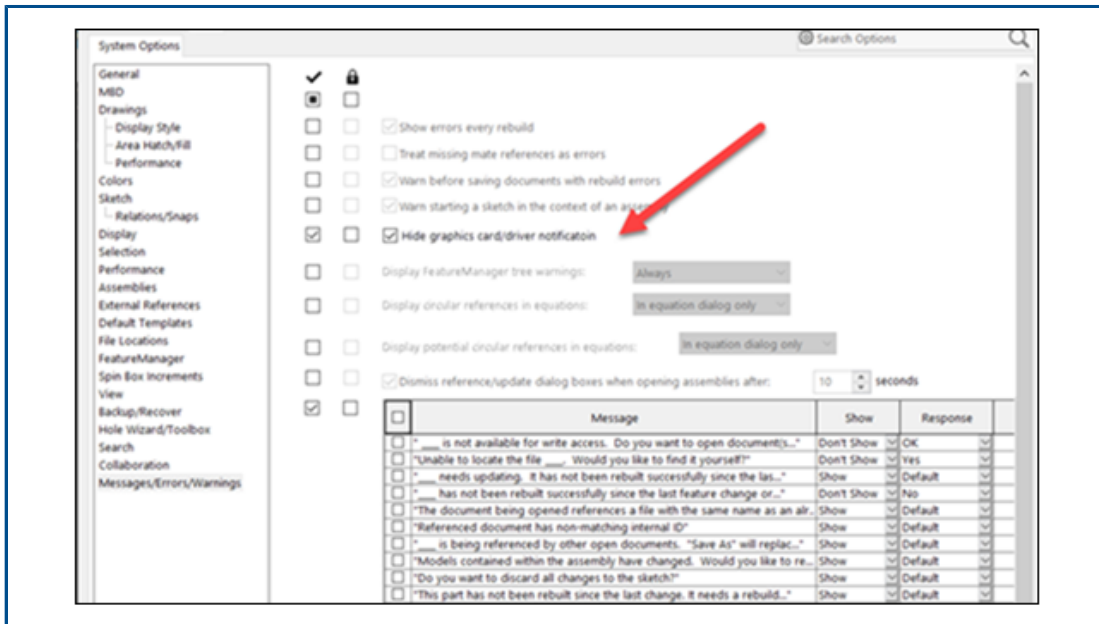 System Options
Search Options
General
MBD
Drawings
Display Style
Area Hatch/Fill
Performance
Colors
Sketch
Relations/Snaps
Display
Selection
Performance
Assemblies
External References
Default Templates
File Locations
FeatureManager
Spin Box Increments
View
Backup/Recover
Hole Wizard/Toolbox
Search
Collaboration
Messages/Errors/Warnings
Show errors every rebuild
Treat missing mate references as errors
Warn before saving documents with rebuild errors
Warn starting a sketch in the context of an assembly
Hide graphics card/driver notificatoin
Display FeatureManager tree warnings: Always
Display circular references in equations: In equation dialog only
Display potential circular references in equations: In equation dialog only
Dismiss reference/update dialog boxes when opening assemblies after: 10 seconds
Message Show Response
"___ is not available for write access. Do you want to open document(s..." Don't Show OK
"Unable to locate the file ___. Would you like to find it yourself?" Don't Show Yes
"___ needs updating. It has not been rebuilt successfully since the las..." Show Default
"___ has not been rebuilt successfully since the last feature change or..." Don't Show No
"The document being opened references a file with the same name as an alr.. Show Default
"Referenced document has non-matching internal ID" Show Default
"___ is being referenced by other open documents. "Save As" will replac..." Show Default
"Models contained within the assembly have changed. Would you like to re... Show Default
"Do you want to discard all changes to the sketch?" Show Default
"This part has not been rebuilt since the last change. It needs a rebuild..." Show Default